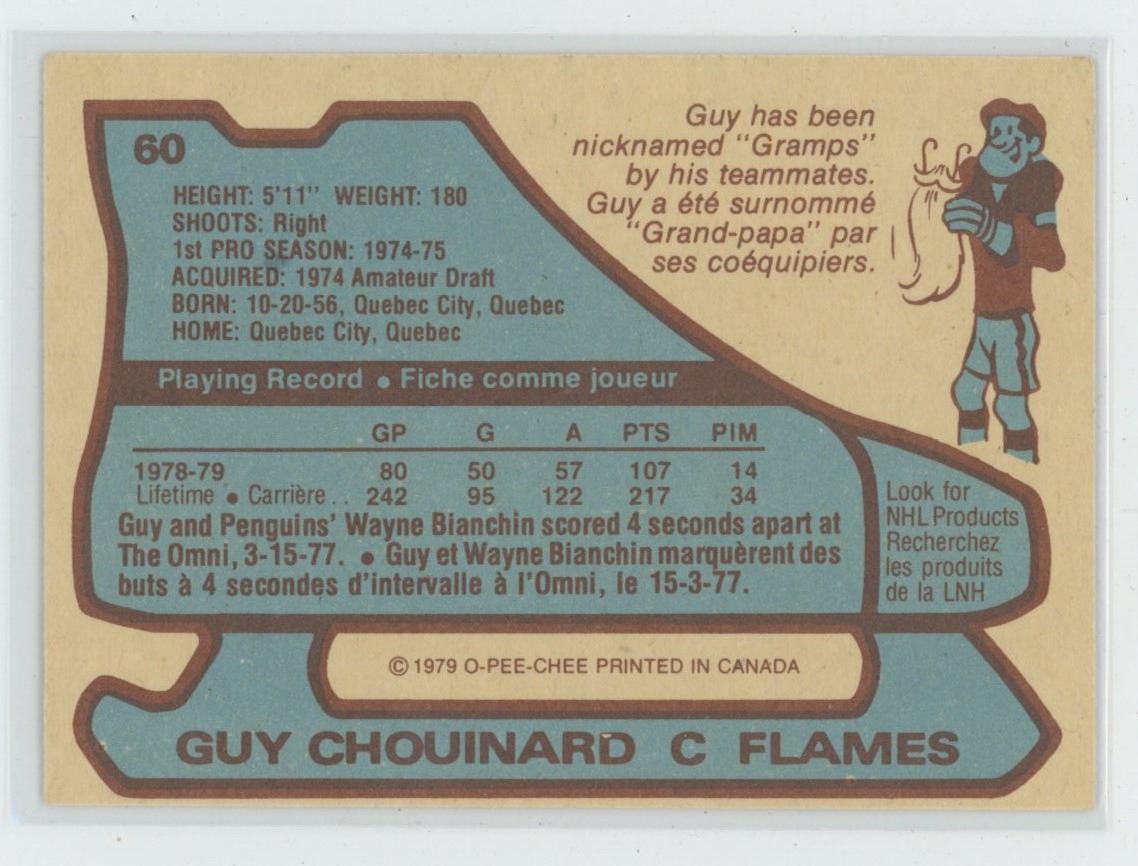 60
HEIGHT: 5'11" WEIGHT: 180
SHOOTS: Right
1st PRO SEASON: 1974-75
ACQUIRED: 1974 Amateur Draft
BORN: 10-20-56, Quebec City, Quebec
HOME: Quebec City, Quebec
Guy has been
nicknamed "Gramps"
by his teammates.
Guy a été surnommé
"Grand-papa" par
ses coéquipiers.
Playing Record • Fiche comme joueur
GP G A PTS PIM
1978-79 80 50 57 107 14
Lifetime • Carrière.. 242 95 122 217 34
Guy and Penguins' Wayne Bianchin scored 4 seconds apart at
The Omni, 3-15-77. • Guy et Wayne Bianchin marquèrent des
buts à 4 secondes d'intervalle à l'Omni, le 15-3-77.
Look for
NHL Products
Recherchez
les produits
de la LNH
© 1979 O-PEE-CHEE PRINTED IN CANADA
GUY CHOUINARD C FLAMES